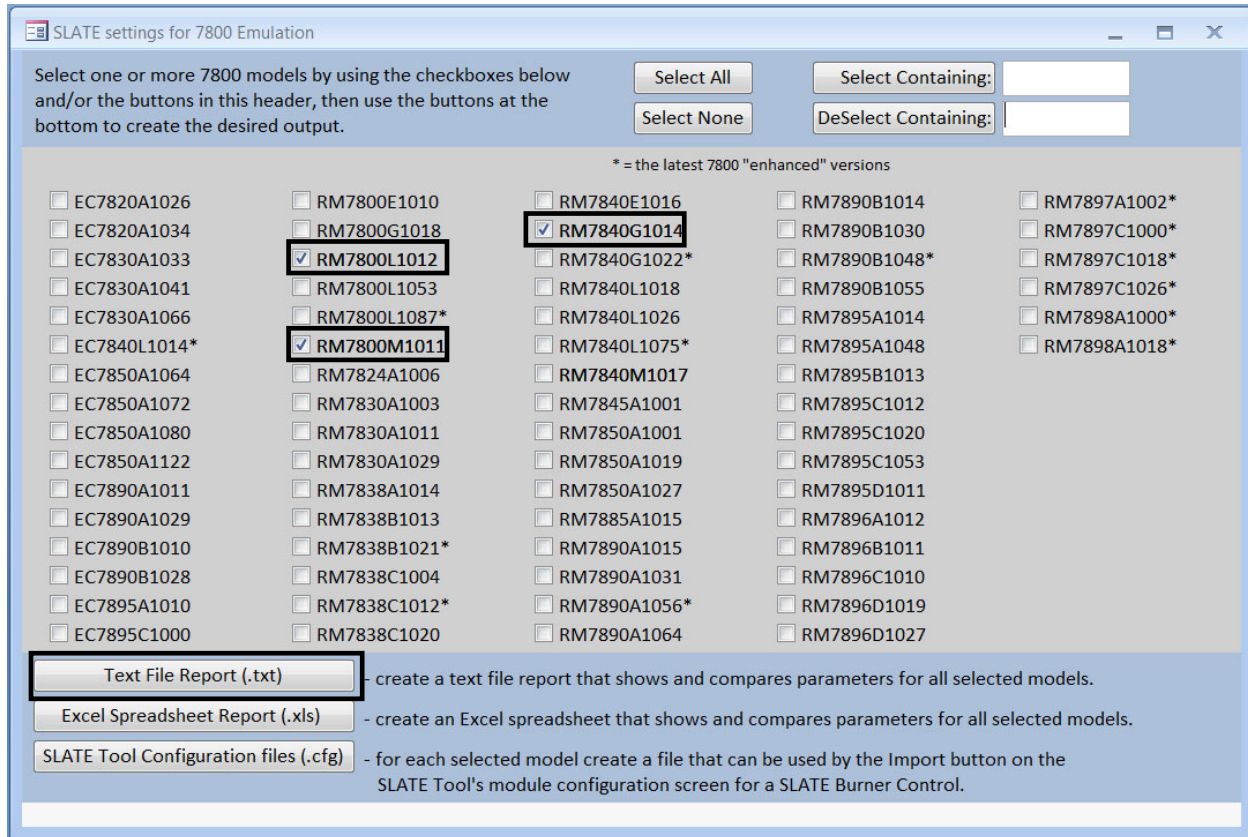 SLATE settings for 7800 Emulation
Select one or more 7800 models by using the checkboxes below
and/or the buttons in this header, then use the buttons at the
bottom to create the desired output.
Select All
Select Containing:
Select None
DeSelect Containing:
* = the latest 7800 "enhanced" versions
EC7820A1026
EC7820A1034
EC7830A1033
EC7830A1041
EC7830A1066
EC7840L1014*
EC7850A1064
EC7850A1072
EC7850A1080
EC7850A1122
EC7890A1011
EC7890A1029
EC7890B1010
EC7890B1028
EC7895A1010
EC7895C1000
RM7800E1010
RM7800G1018
RM7800L1012
RM7800L1053
RM7800L1087*
RM7800M1011
RM7824A1006
RM7830A1003
RM7830A1011
RM7830A1029
RM7838A1014
RM7838B1013
RM7838B1021*
RM7838C1004
RM7838C1012*
RM7838C1020
RM7840E1016
RM7840G1014
RM7840G1022*
RM7840L1018
RM7840L1026
RM7840L1075*
RM7840M1017
RM7845A1001
RM7850A1001
RM7850A1019
RM7850A1027
RM7885A1015
RM7890A1015
RM7890A1031
RM7890A1056*
RM7890A1064
RM7890B1014
RM7890B1030
RM7890B1048*
RM7890B1055
RM7895A1014
RM7895A1048
RM7895B1013
RM7895C1012
RM7895C1020
RM7895C1053
RM7895D1011
RM7896A1012
RM7896B1011
RM7896C1010
RM7896D1019
RM7896D1027
RM7897A1002*
RM7897C1000*
RM7897C1018*
RM7897C1026*
RM7898A1000*
RM7898A1018*
Text File Report (.txt)
- create a text file report that shows and compares parameters for all selected models.
Excel Spreadsheet Report (.xls)
- create an Excel spreadsheet that shows and compares parameters for all selected models.
SLATE Tool Configuration files (.cfg)
- for each selected model create a file that can be used by the Import button on the
SLATE Tool's module configuration screen for a SLATE Burner Control.